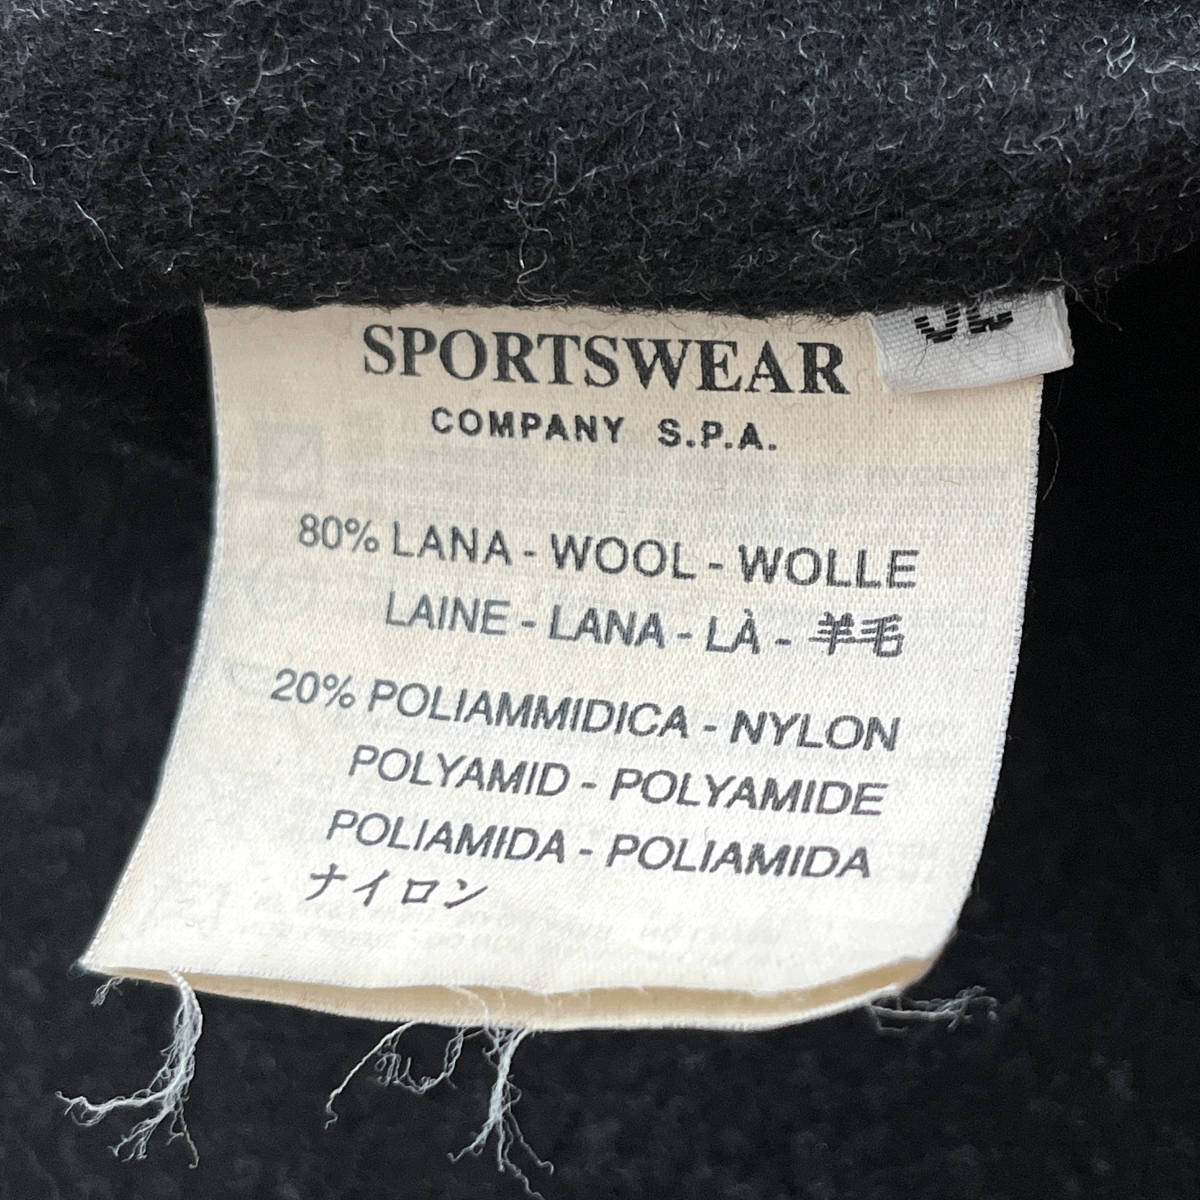 SPORTSWEAR
COMPANY S.P.A.
80% LANA - WOOL - WOLLE
LAINE - LANA - LÀ - 羊毛
20% POLIAMMIDICA - NYLON
POLYAMID - POLYAMIDE
POLIAMIDA - POLIAMIDA
ナイロン